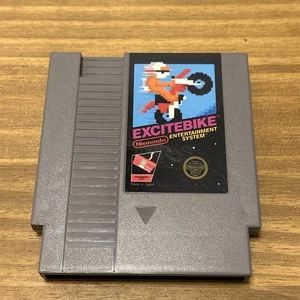 EXCITEBIKE
Nintendo
ENTERTAINMENT
SYSTEM